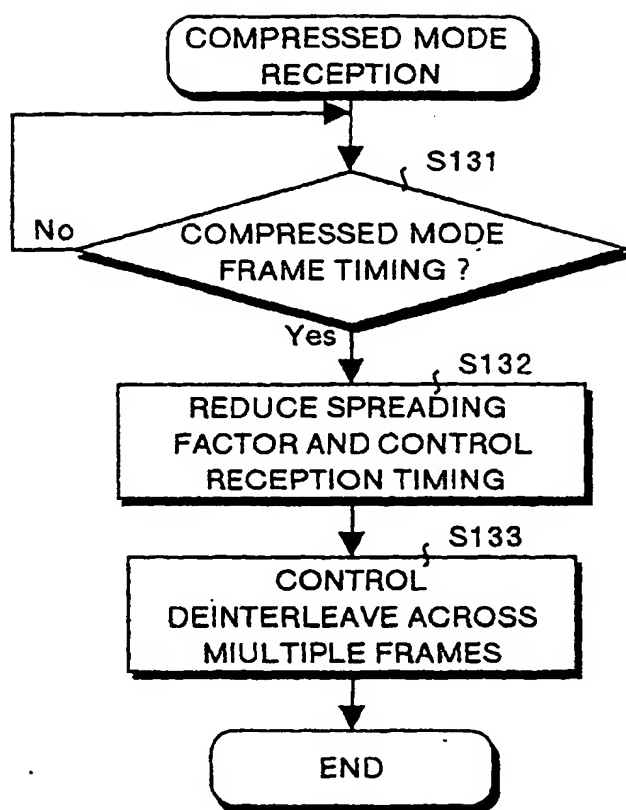 COMPRESSED MODE
RECEPTION
S131
No
COMPRESSED MODE
FRAME TIMING ?
Yes
S132
REDUCE SPREADING
FACTOR AND CONTROL
RECEPTION TIMING
S133
CONTROL
DEINTERLEAVE ACROSS
MIULTIPLE FRAMES
END